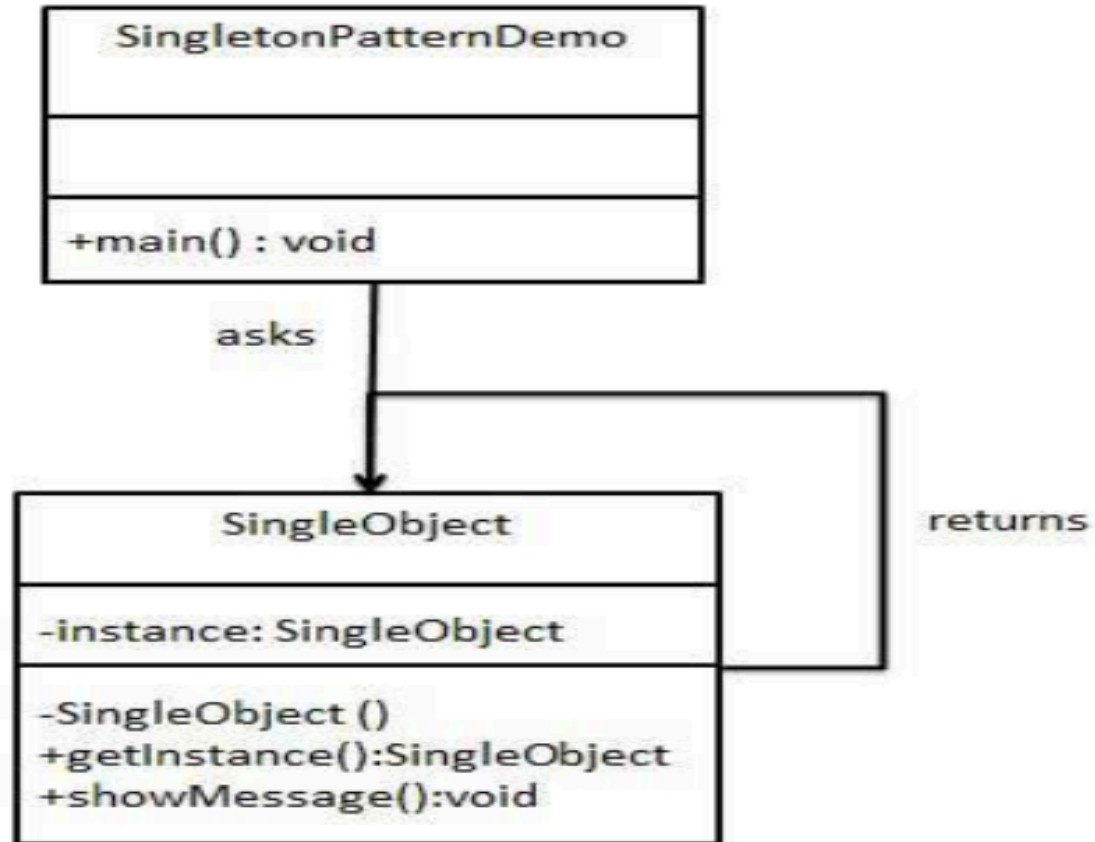 SingletonPatternDemo
+main() : void
asks
returns
SingleObject
-instance: SingleObject
-SingleObject ()
+getInstance():SingleObject
+showMessage():void